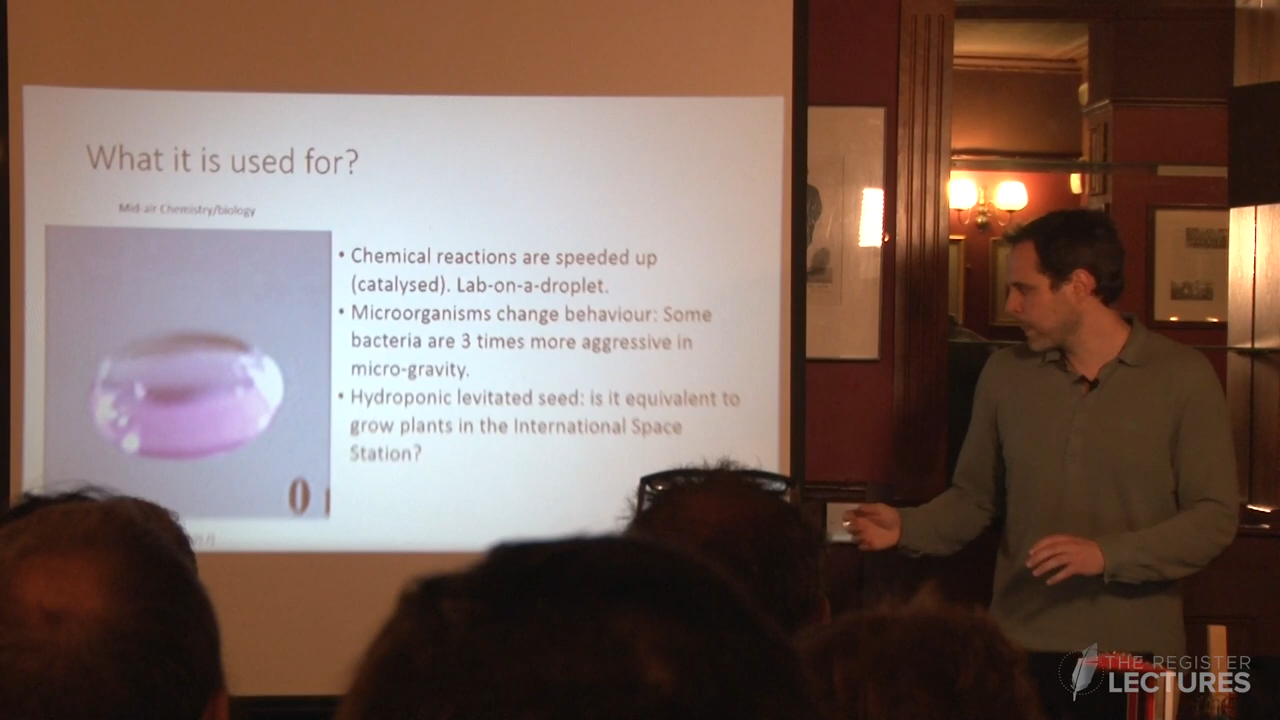 What it is used for?
Mid-air Chemistry/biology
• Chemical reactions are speeded up
(catalysed). Lab-on-a-droplet.
• Microorganisms change behaviour: Some
bacteria are 3 times more aggressive in
micro-gravity.
• Hydroponic levitated seed: is it equivalent to
grow plants in the International Space
Station?
0
THE REGISTER
LECTURES